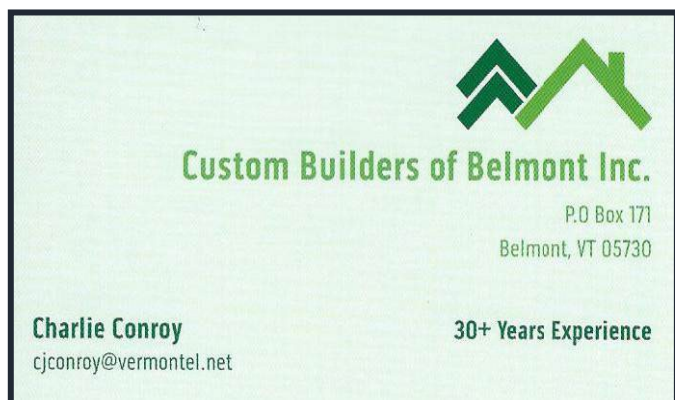 Custom Builders of Belmont Inc.
P.O Box 171
Belmont, VT 05730
Charlie Conroy
30+ Years Experience
cjconroy@vermontel.net